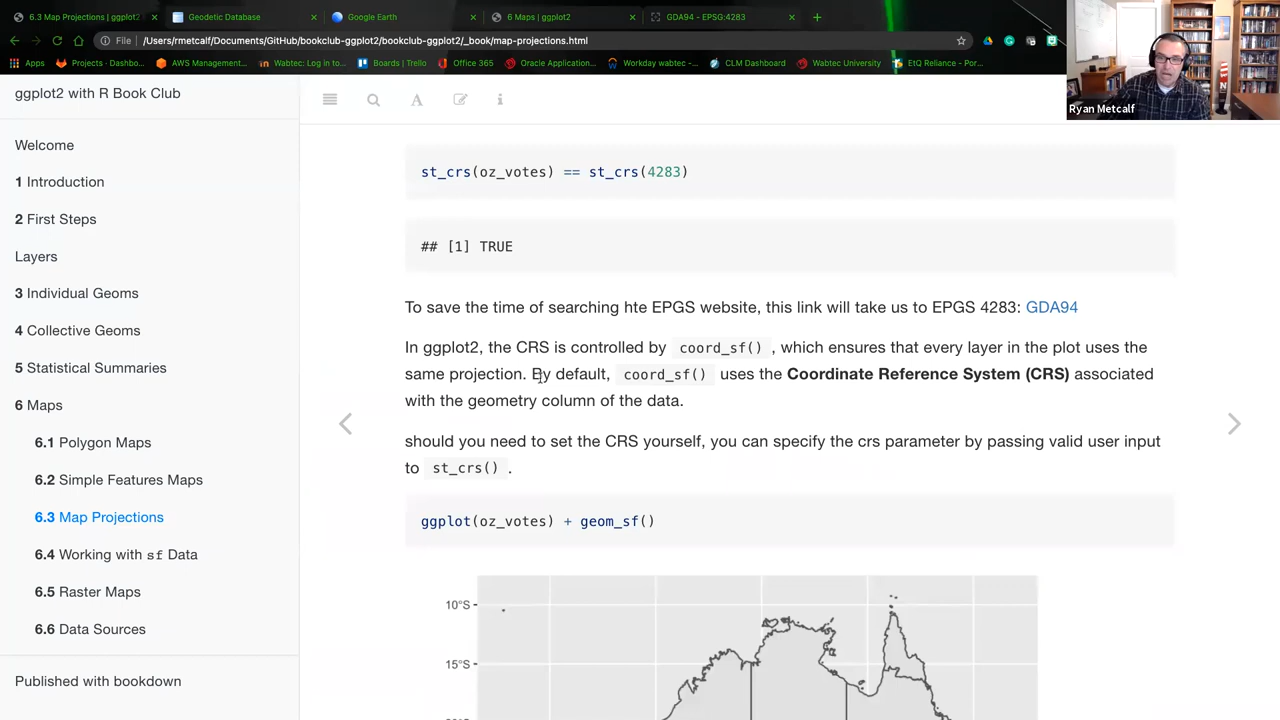 6.3 Map Projections | ggplot2
Geodetic Database
Google Earth
6 Maps | ggplot2
GDA94 - EPSG:4283
File
/Users/rmetcalf/Documents/GitHub/bookclub-ggplot2/bookclub-ggplot2/_book/map-projections.html
Apps
Projects · Dashbo...
AWS Management...
Wabtec: Log in to...
Boards | Trello
Office 365
Oracle Application...
Workday wabtec -...
CLM Dashboard
Wabtec University
EtQ Reliance - Por...
Ryan Metcalf
ggplot2 with R Book Club
Welcome
1 Introduction
2 First Steps
Layers
3 Individual Geoms
4 Collective Geoms
5 Statistical Summaries
6 Maps
6.1 Polygon Maps
6.2 Simple Features Maps
6.3 Map Projections
6.4 Working with sf Data
6.5 Raster Maps
6.6 Data Sources
Published with bookdown
st_crs(oz_votes) == st_crs(4283)
## [1] TRUE
To save the time of searching hte EPGS website, this link will take us to EPGS 4283: GDA94
In ggplot2, the CRS is controlled by coord_sf() , which ensures that every layer in the plot uses the
same projection. By default, coord_sf() uses the Coordinate Reference System (CRS) associated
with the geometry column of the data.
should you need to set the CRS yourself, you can specify the crs parameter by passing valid user input
to st_crs() .
ggplot(oz_votes) + geom_sf()
10°S
15°S